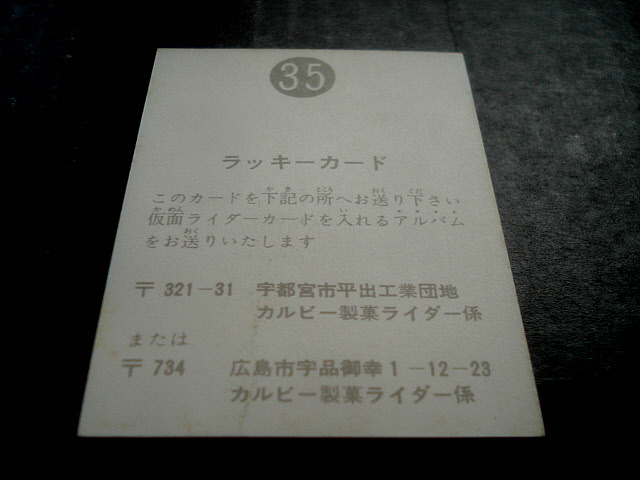 35
ラッキーカード
このカードを下記の所へお送り下さい
仮面ライダーカードを入れるアルバム
をお送りいたします
〒 321-31 宇都宮市平出工業団地
カルビー製菓ライダー係
または
〒 734 広島市宇品御幸1-12-23
カルビー製菓ライダー係